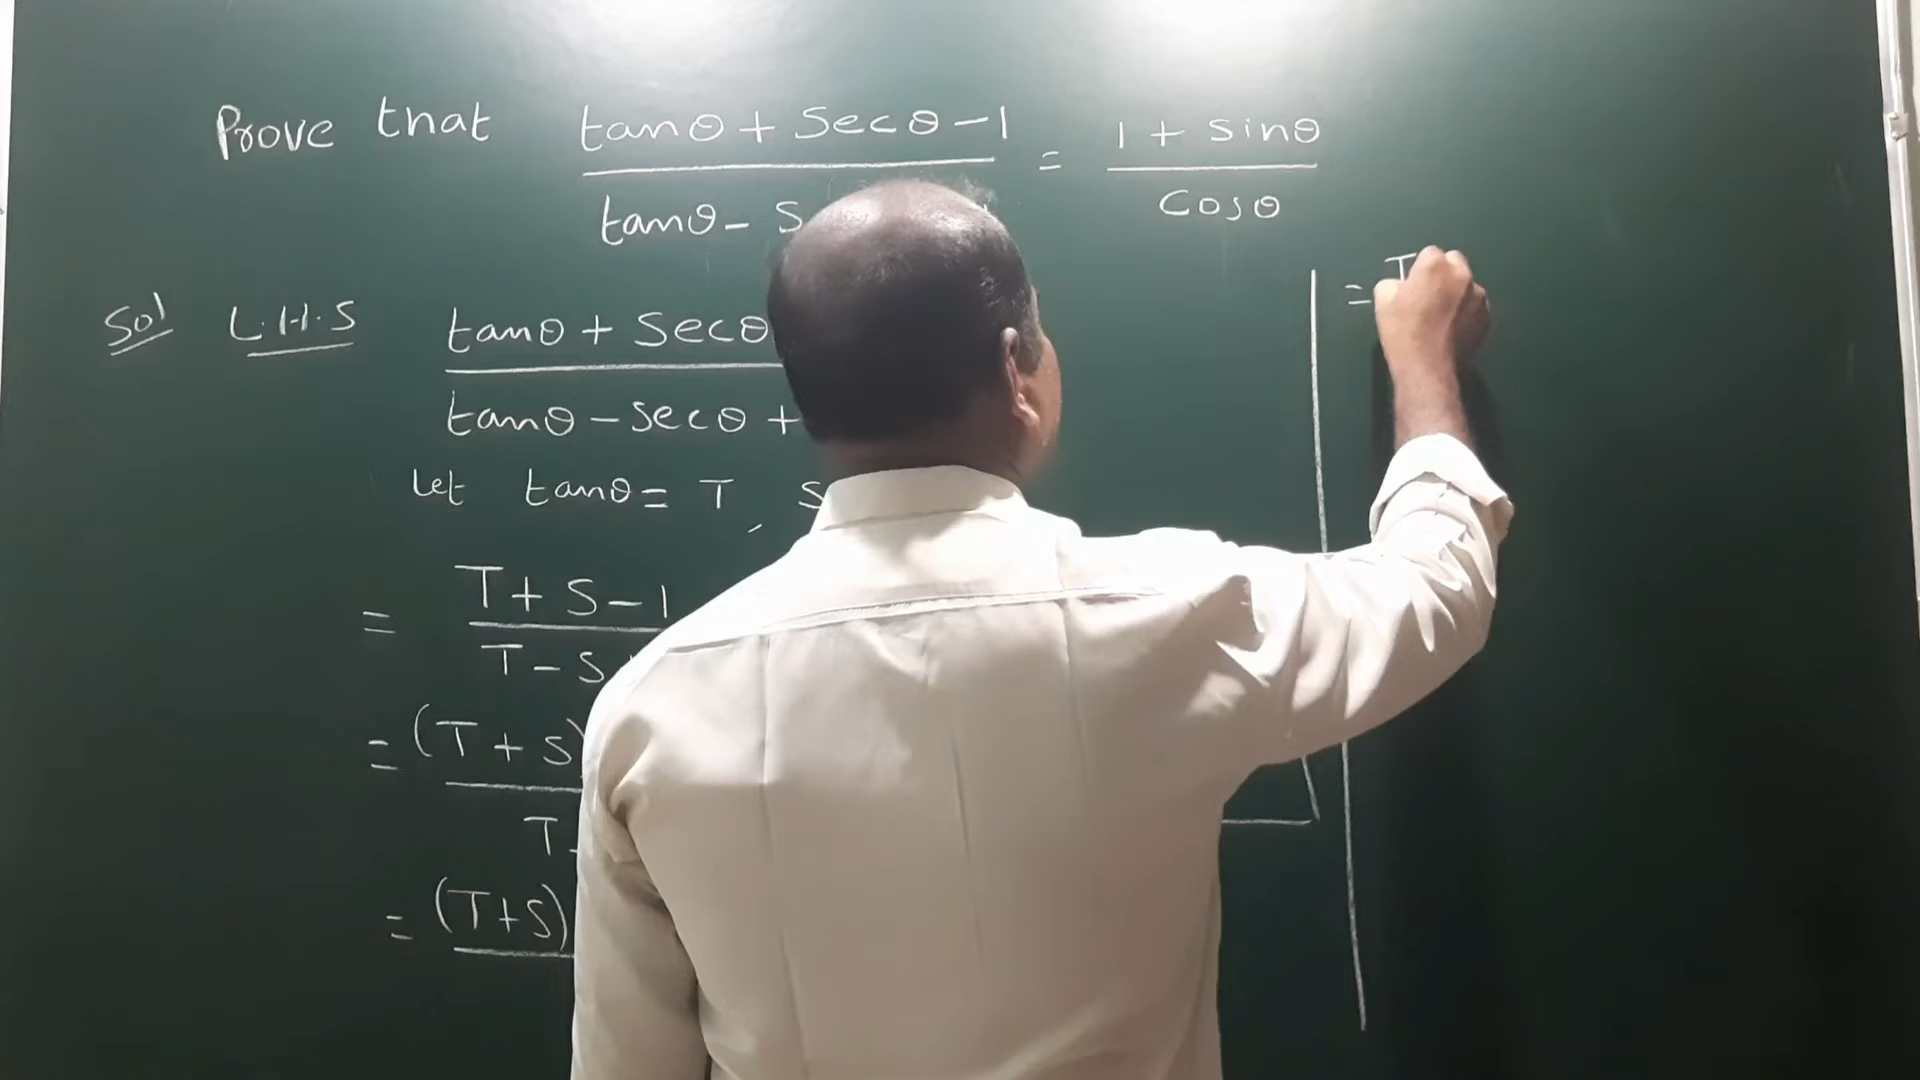 Prove that tanθ + Secθ - 1 / tanθ - S = 1 + sinθ / Cosθ
Sol L.H.S tanθ + Secθ
tanθ - secθ +
Let tanθ = T, S
= T + S - 1
T - S
= (T + S)
T -
= (T+S)
= T